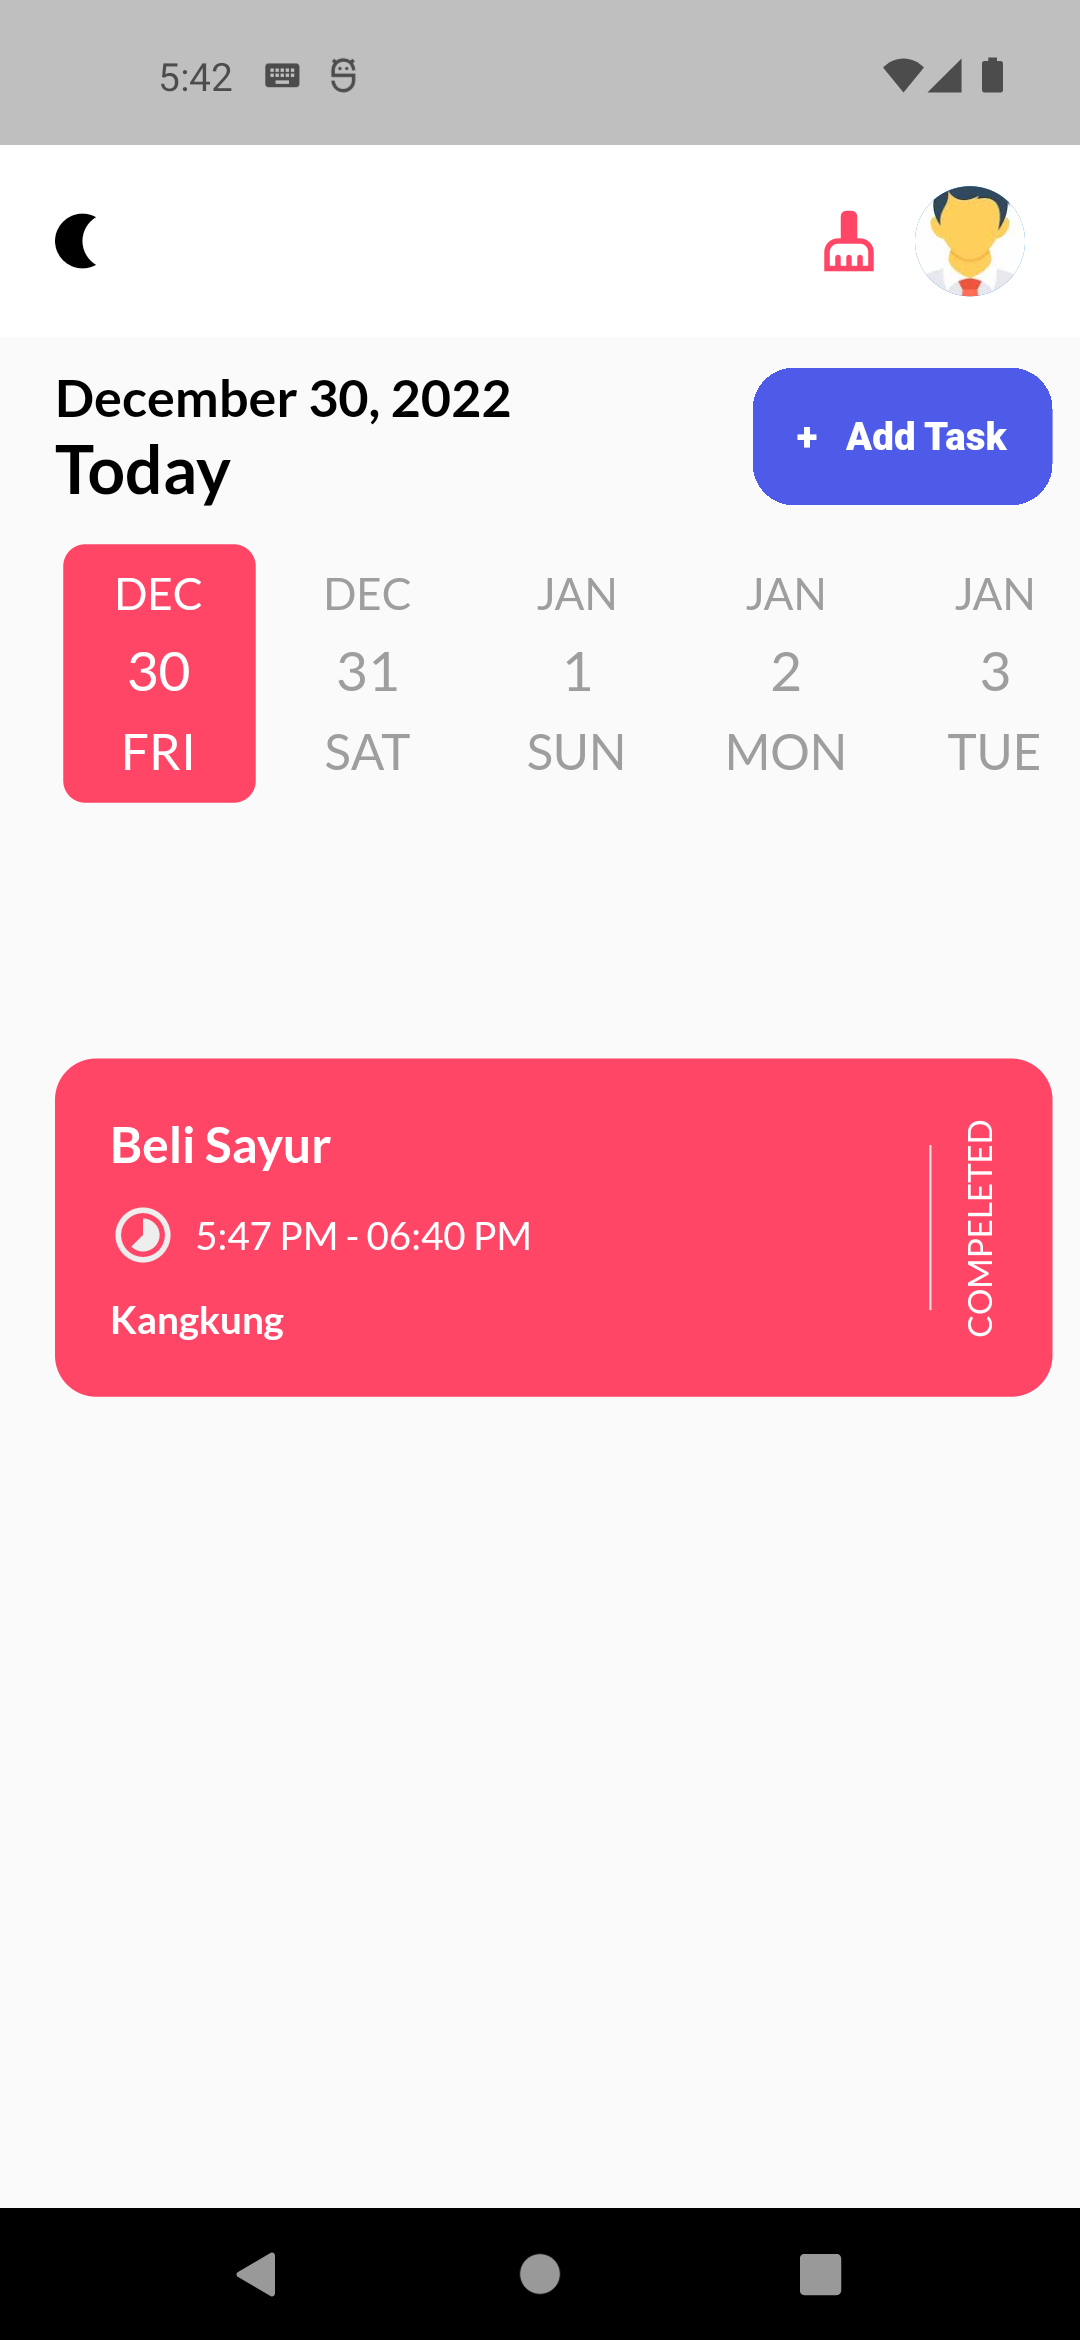 5:42
December 30, 2022
Today
+ Add Task
DEC
30
FRI
DEC
31
SAT
JAN
1
SUN
JAN
2
MON
JAN
3
TUE
Beli Sayur
5:47 PM - 06:40 PM
Kangkung
COMPELETED